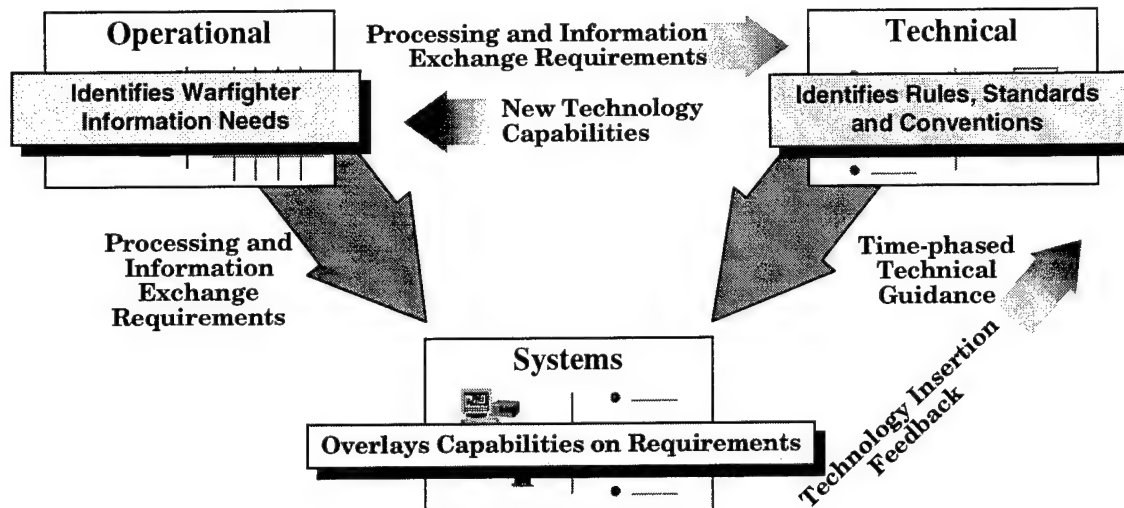 Operational
Identifies Warfighter
Information Needs
Processing and Information
Exchange Requirements
New Technology
Capabilities
Technical
Identifies Rules, Standards
and Conventions
Processing and
Information
Exchange
Requirements
Time-phased
Technical
Guidance
Technology Insertion
Feedback
Systems
Overlays Capabilities on Requirements